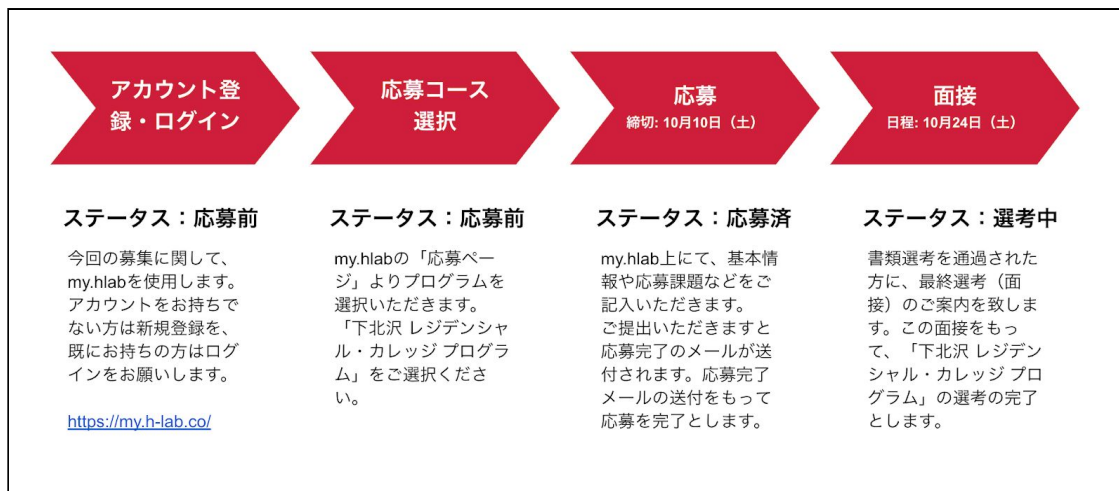 アカウント登
録・ログイン
応募コース
選択
応募
締切: 10月10日（土）
面接
日程: 10月24日（土）
ステータス：応募前
今回の募集に関して、
my.hlabを使用します。
アカウントをお持ちで
ない方は新規登録を、
既にお持ちの方はログ
インをお願いします。
https://my.h-lab.co/
ステータス：応募前
my.hlabの「応募ペー
ジ」よりプログラムを
選択いただきます。
「下北沢 レジデンシャ
ル・カレッジ プログラ
ム」をご選択くださ
い。
ステータス：応募済
my.hlab上にて、基本情
報や応募課題などをご
記入いただきます。
ご提出いただきますと
応募完了のメールが送
付されます。応募完了
メールの送付をもって
応募を完了とします。
ステータス：選考中
書類選考を通過された
方に、最終選考（面
接）のご案内を致しま
す。この面接をもっ
て、「下北沢 レジデン
シャル・カレッジ プロ
グラム」の選考の完了
とします。